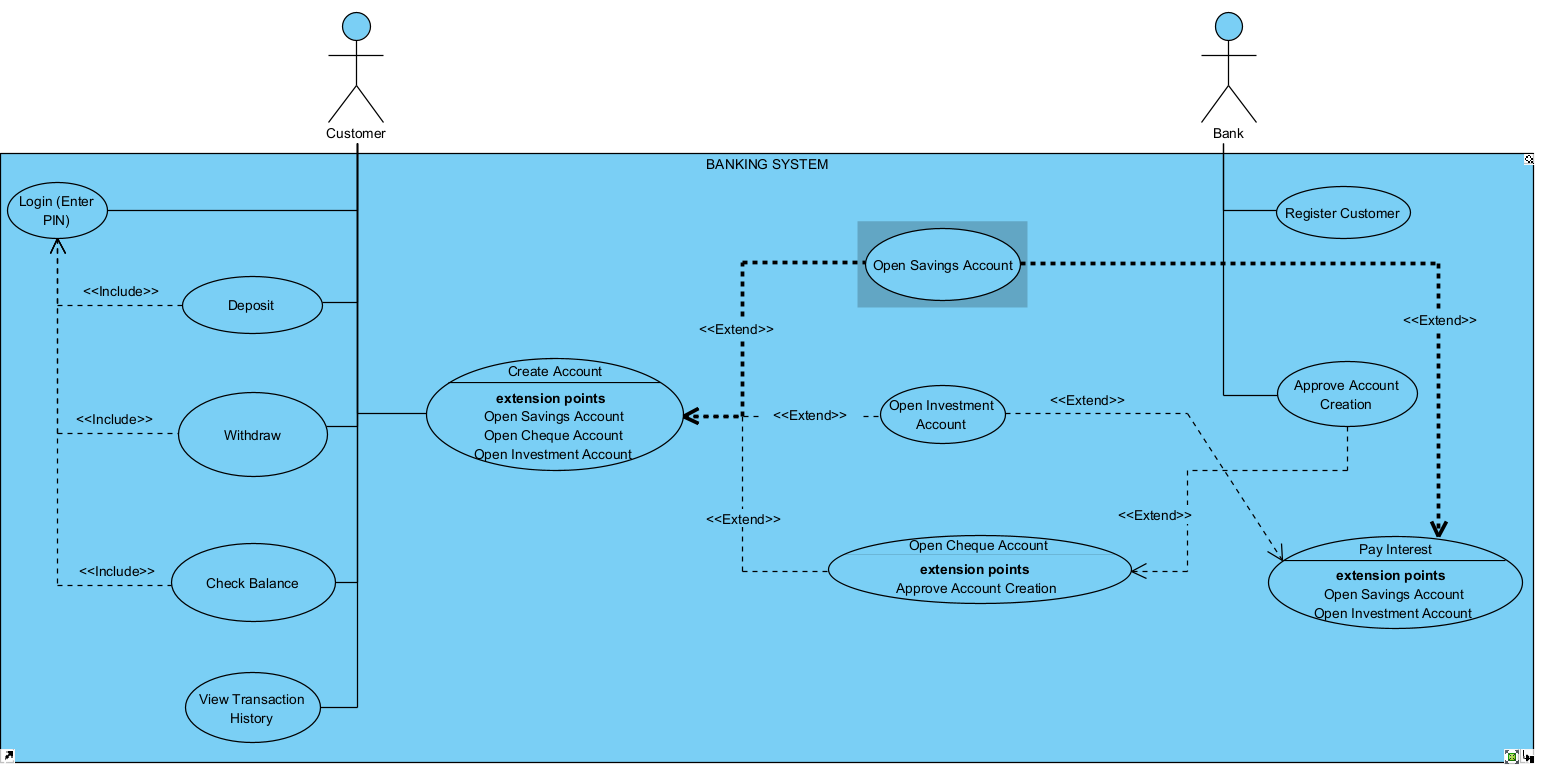 Customer
Bank
BANKING SYSTEM
Login (Enter
PIN)
Register Customer
Open Savings Account
<<Include>>
Deposit
<<Extend>>
<<Extend>>
Create Account
extension points
Open Savings Account
Open Cheque Account
Open Investment Account
<<Include>>
Withdraw
<<Extend>>
Open Investment
Account
<<Extend>>
Approve Account
Creation
<<Extend>>
<<Extend>>
Open Cheque Account
extension points
Approve Account Creation
Pay Interest
extension points
Open Savings Account
Open Investment Account
<<Include>>
Check Balance
View Transaction
History